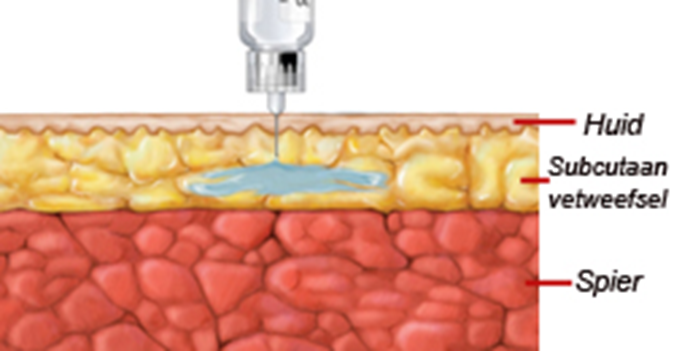 Huid
Subcutaan
vetweefsel
Spier